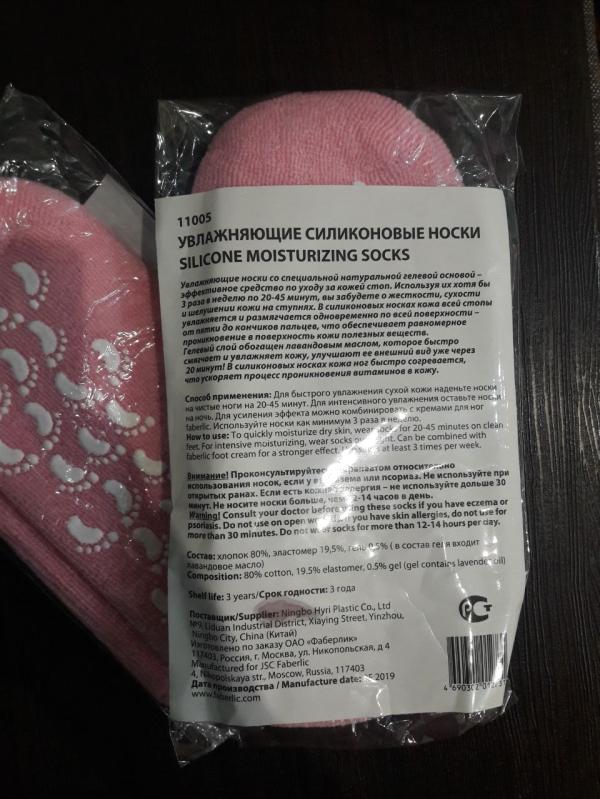 11005
УВЛАЖНЯЮЩИЕ СИЛИКОНОВЫЕ НОСКИ
SILICONE MOISTURIZING SOCKS
Увлажняющие носки со специальной натуральной гелевой основой –
эффективное средство по уходу за кожей стоп. Используя их хотя бы
3 раза в неделю по 20-45 минут, вы забудете о жесткости, сухости
и шелушении кожи на ступнях. В силиконовых носках кожа всей стопы
увлажняется и размягчается одновременно по всей поверхности –
от пятки до кончиков пальцев, что обеспечивает равномерное
проникновение в поверхность кожи полезных веществ.
Гелевый слой обогащен лавандовым маслом, которое быстро
смягчает и увлажняет кожу, улучшают ее внешний вид уже через
20 минут! В силиконовых носках кожа ног быстро согревается,
что ускоряет процесс проникновения витаминов в кожу.
Способ применения: Для быстрого увлажнения сухой кожи наденьте носки
на чистые ноги на 20-45 минут. Для интенсивного увлажнения оставьте носки
на ночь. Для усиления эффекта можно комбинировать с кремами для ног
faberlic. Используйте носки как минимум 3 раза в неделю.
How to use: To quickly moisturize dry skin, wear socks for 20-45 minutes on clean
feet. For intensive moisturizing, wear socks overnight. Can be combined with
faberlic foot cream for a stronger effect. Use socks at least 3 times per week.
Внимание! Проконсультируйтесь относительно
использования носок, если у экзема или псориаз. Не используйте при
открытых ранах. Если есть кожная аллергия – не используйте дольше 30
минут. Не носите носки больше, чем 12-14 часов в день.
Warning! Consult your doctor before using these socks if you have eczema or
psoriasis. Do not use on open wounds. If you have skin allergies, do not use for
more than 30 minutes. Do not wear socks for more than 12-14 hours per day.
Состав: хлопок 80%, эластомер 19,5%, гель 0,5% ( в состав геля входит
лавандовое масло)
Composition: 80% cotton, 19.5% elastomer, 0.5% gel (gel contains lavender oil)
Shelf life: 3 years/Срок годности: 3 года
Поставщик/Supplier: Ningbo Hyri Plastic Co., Ltd
№9, Liduan Industrial District, Xiaying Street, Yinzhou,
Ningbo City, China (Китай)
Изготовлено по заказу ОАО «Фаберлик»
117403, Россия, г. Москва, ул. Никопольская, д 4
Manufactured for JSC Faberlic
4, Nikopolskaya str., Moscow, Russia, 117403
Дата производства / Manufacture date: 2019
www.faberlic.com
РСТ